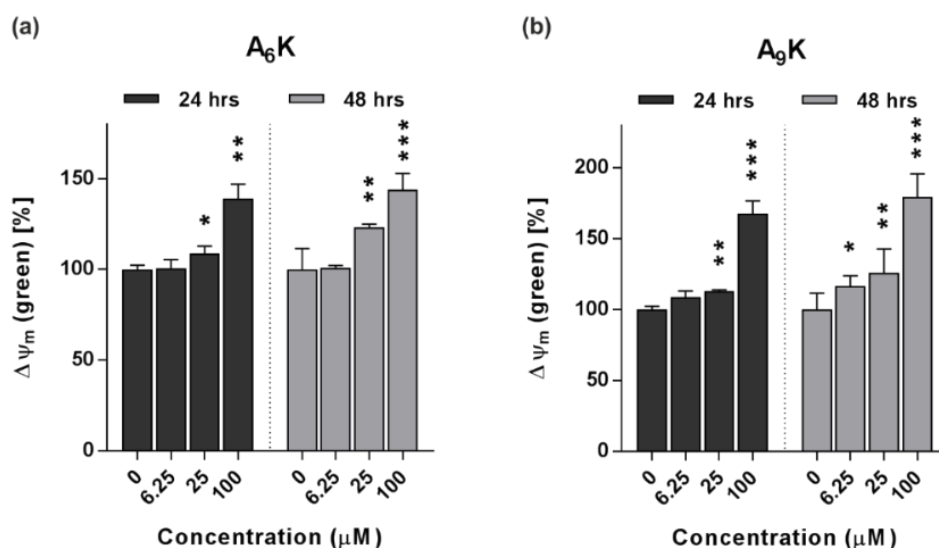 (a)
A₆K
24 hrs 48 hrs
Δψm (green) [%]
150
100
50
0
*
**
**
***
0 6.25 25 100 0 6.25 25 100
Concentration (μM)
(b)
A₉K
24 hrs 48 hrs
Δψm (green) [%]
200
150
100
50
0
**
***
*
**
***
0 6.25 25 100 0 6.25 25 100
Concentration (μM)